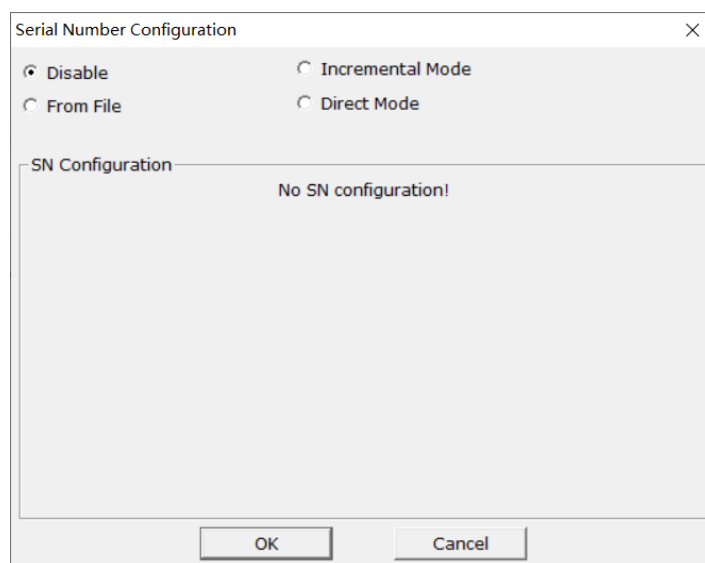 Serial Number Configuration
Disable
Incremental Mode
From File
Direct Mode
SN Configuration
No SN configuration!
OK
Cancel